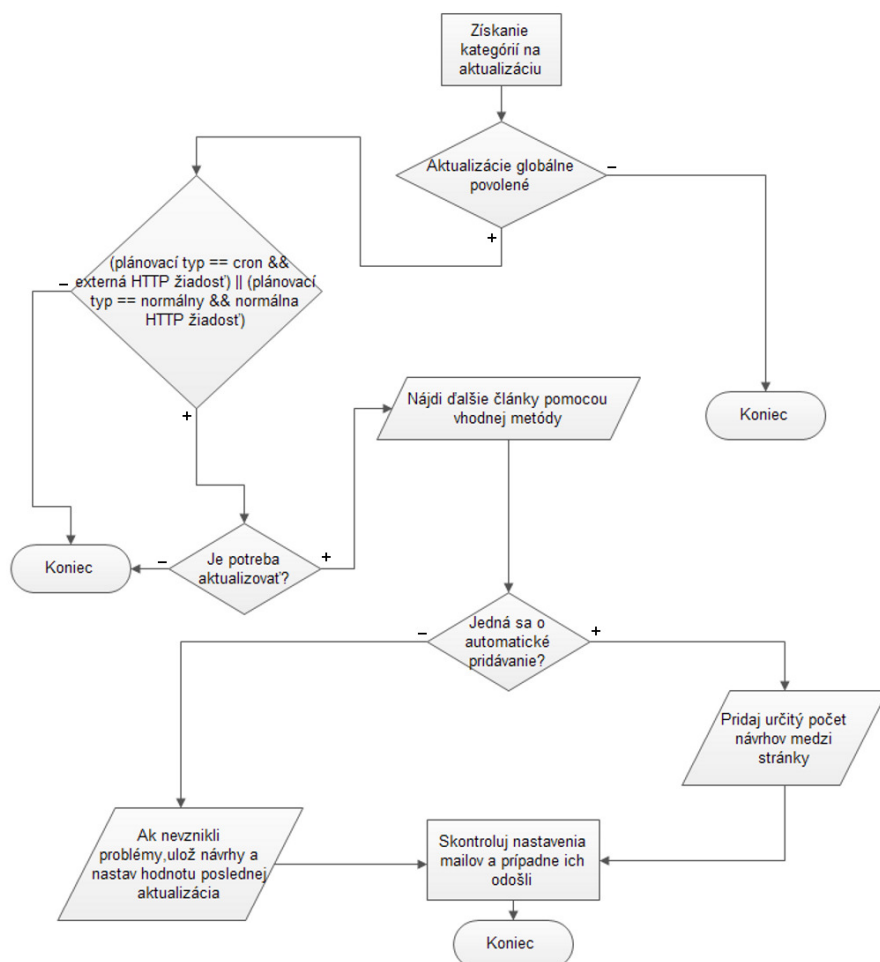 Získanie
kategórií na
aktualizáciu
Aktualizácie globálne
povolené
–
+
(plánovací typ == cron &&
externá HTTP žiadosť) || (plánovací
typ == normálny && normálna
HTTP žiadosť)
–
+
Nájdi ďalšie články pomocou
vhodnej metódy
Koniec
Koniec
–
Je potreba
aktualizovať?
+
–
Jedná sa o
automatické
pridávanie?
+
Pridaj určitý počet
návrhov medzi
stránky
Ak nevznikli
problémy,ulož návrhy a
nastav hodnotu poslednej
aktualizácia
Skontroluj nastavenia
mailov a prípadne ich
odošli
Koniec